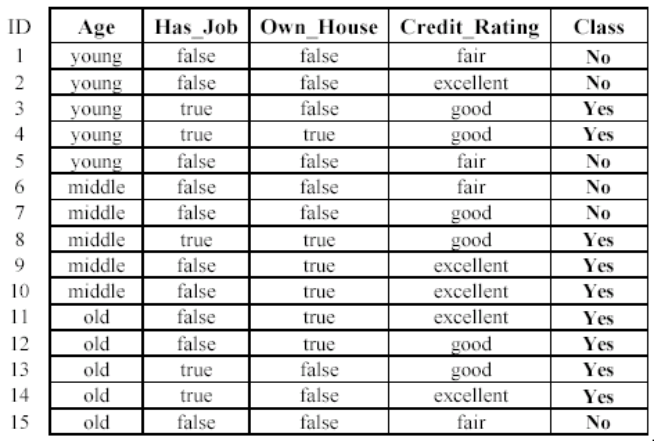 ID Age Has_Job Own_House Credit_Rating Class
1 young false false fair No
2 young false false excellent No
3 young true false good Yes
4 young true true good Yes
5 young false false fair No
6 middle false false fair No
7 middle false false good No
8 middle true true good Yes
9 middle false true excellent Yes
10 middle false true excellent Yes
11 old false true excellent Yes
12 old false true good Yes
13 old true false good Yes
14 old true false excellent Yes
15 old false false fair No